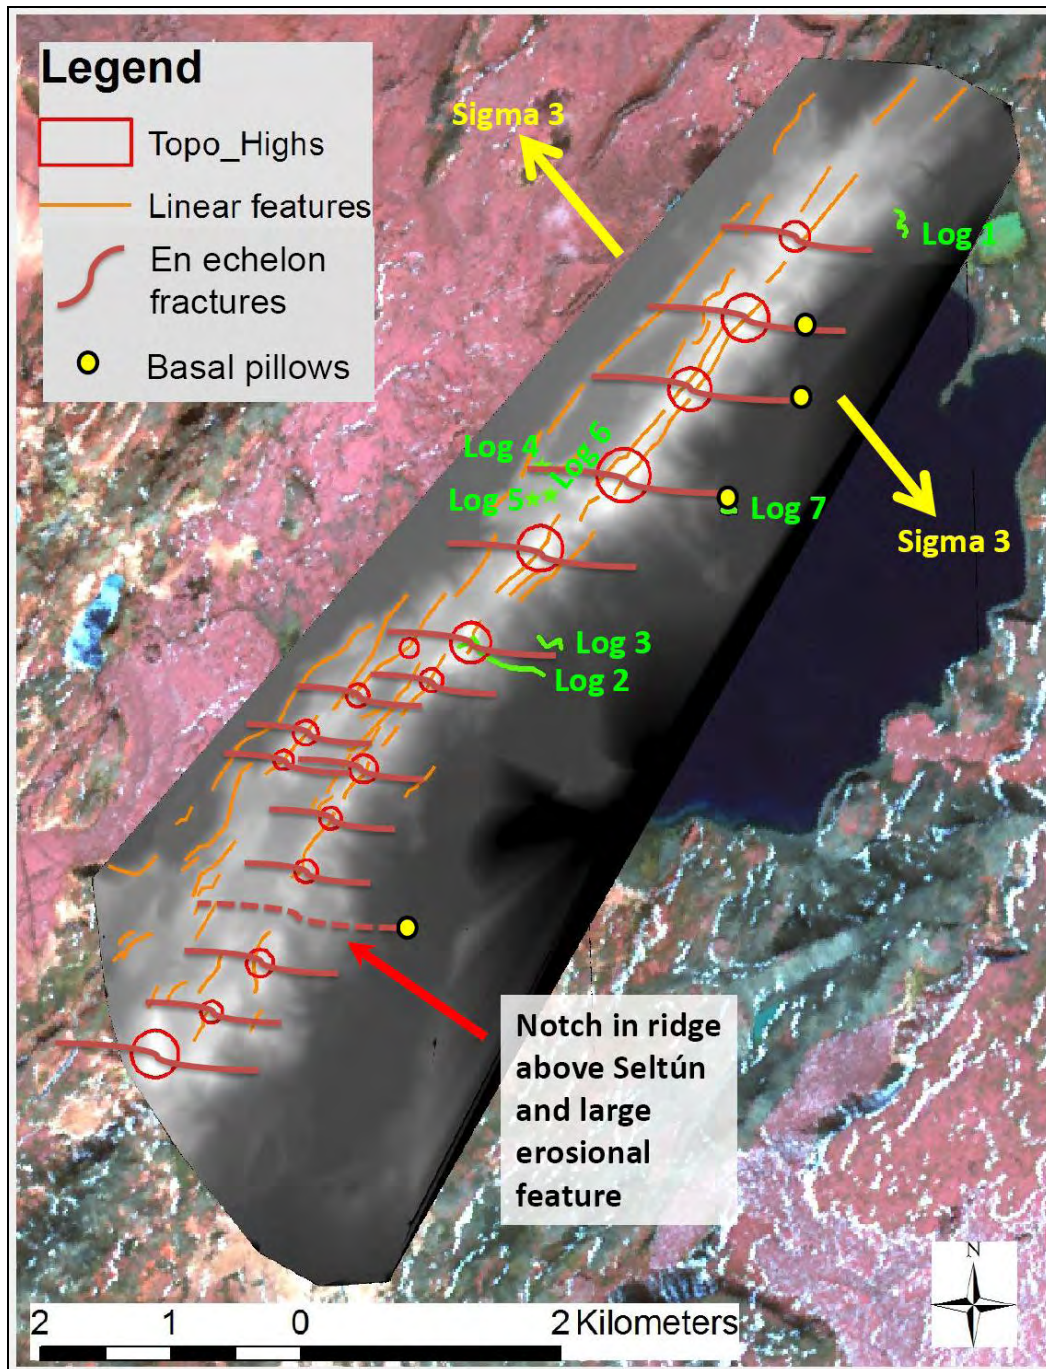 Legend
Topo_Highs
Linear features
En echelon
fractures
Basal pillows
Sigma 3
Log 1
Log 4
Log 6
Log 5**
Log 7
Sigma 3
Log 3
Log 2
Notch in ridge
above Seltún
and large
erosional
feature
N
2 1 0 2 Kilometers